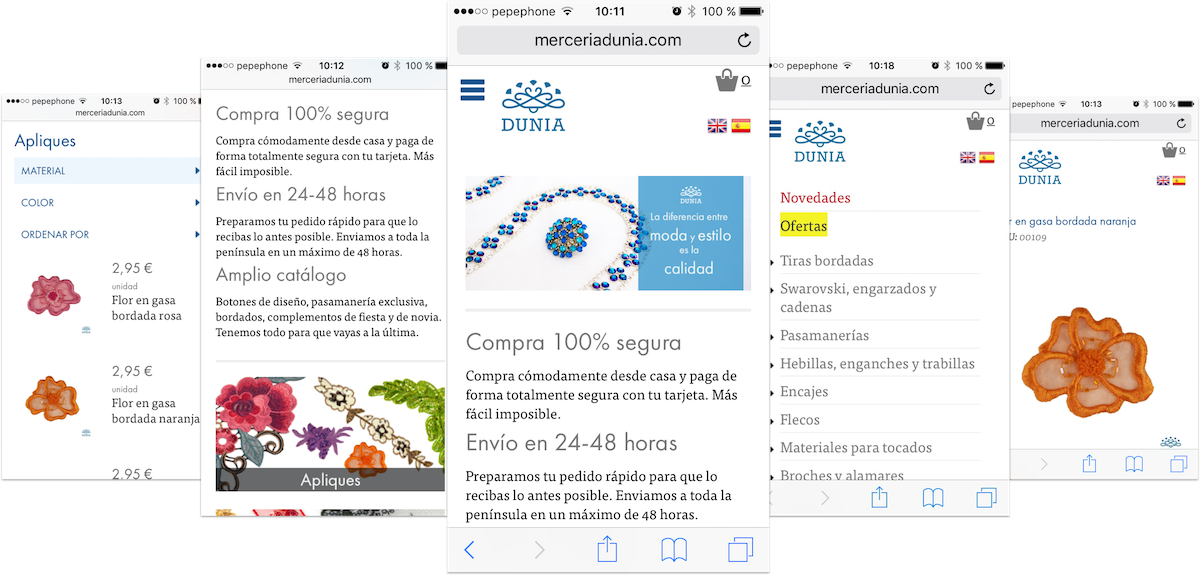 pepephone 10:13 100 %
merceriadunia.com
Apliques
MATERIAL
COLOR
ORDENAR POR
2,95 €
unidad
Flor en gasa
bordada rosa
2,95 €
unidad
Flor en gasa
bordada naranja
2,95 €
pepephone 10:12 100 %
merceriadunia.com
Compra 100% segura
Compra cómodamente desde casa y paga de
forma totalmente segura con tu tarjeta. Más
fácil imposible.
Envío en 24-48 horas
Preparamos tu pedido rápido para que lo
recibas lo antes posible. Enviamos a toda la
península en un máximo de 48 horas.
Amplio catálogo
Botones de diseño, pasamanería exclusiva,
bordados, complementos de fiesta y de novia.
Tenemos todo para que vayas a la última.
Apliques
pepephone 10:11 100 %
merceriadunia.com
0
DUNIA
DUNIA
La diferencia entre
moda y estilo
es la
calidad
Compra 100% segura
Compra cómodamente desde casa y paga de
forma totalmente segura con tu tarjeta. Más
fácil imposible.
Envío en 24-48 horas
Preparamos tu pedido rápido para que lo
recibas lo antes posible. Enviamos a toda la
península en un máximo de 48 horas.
pepephone 10:18 100 %
merceriadunia.com
0
DUNIA
Novedades
Ofertas
Tiras bordadas
Swarovski, engarzados y
cadenas
Pasamanerías
Hebillas, enganches y trabillas
Encajes
Flecos
Materiales para tocados
Broches y alamares
pepephone 10:13 100 %
merceriadunia.com
0
DUNIA
en gasa bordada naranja
U: 00109